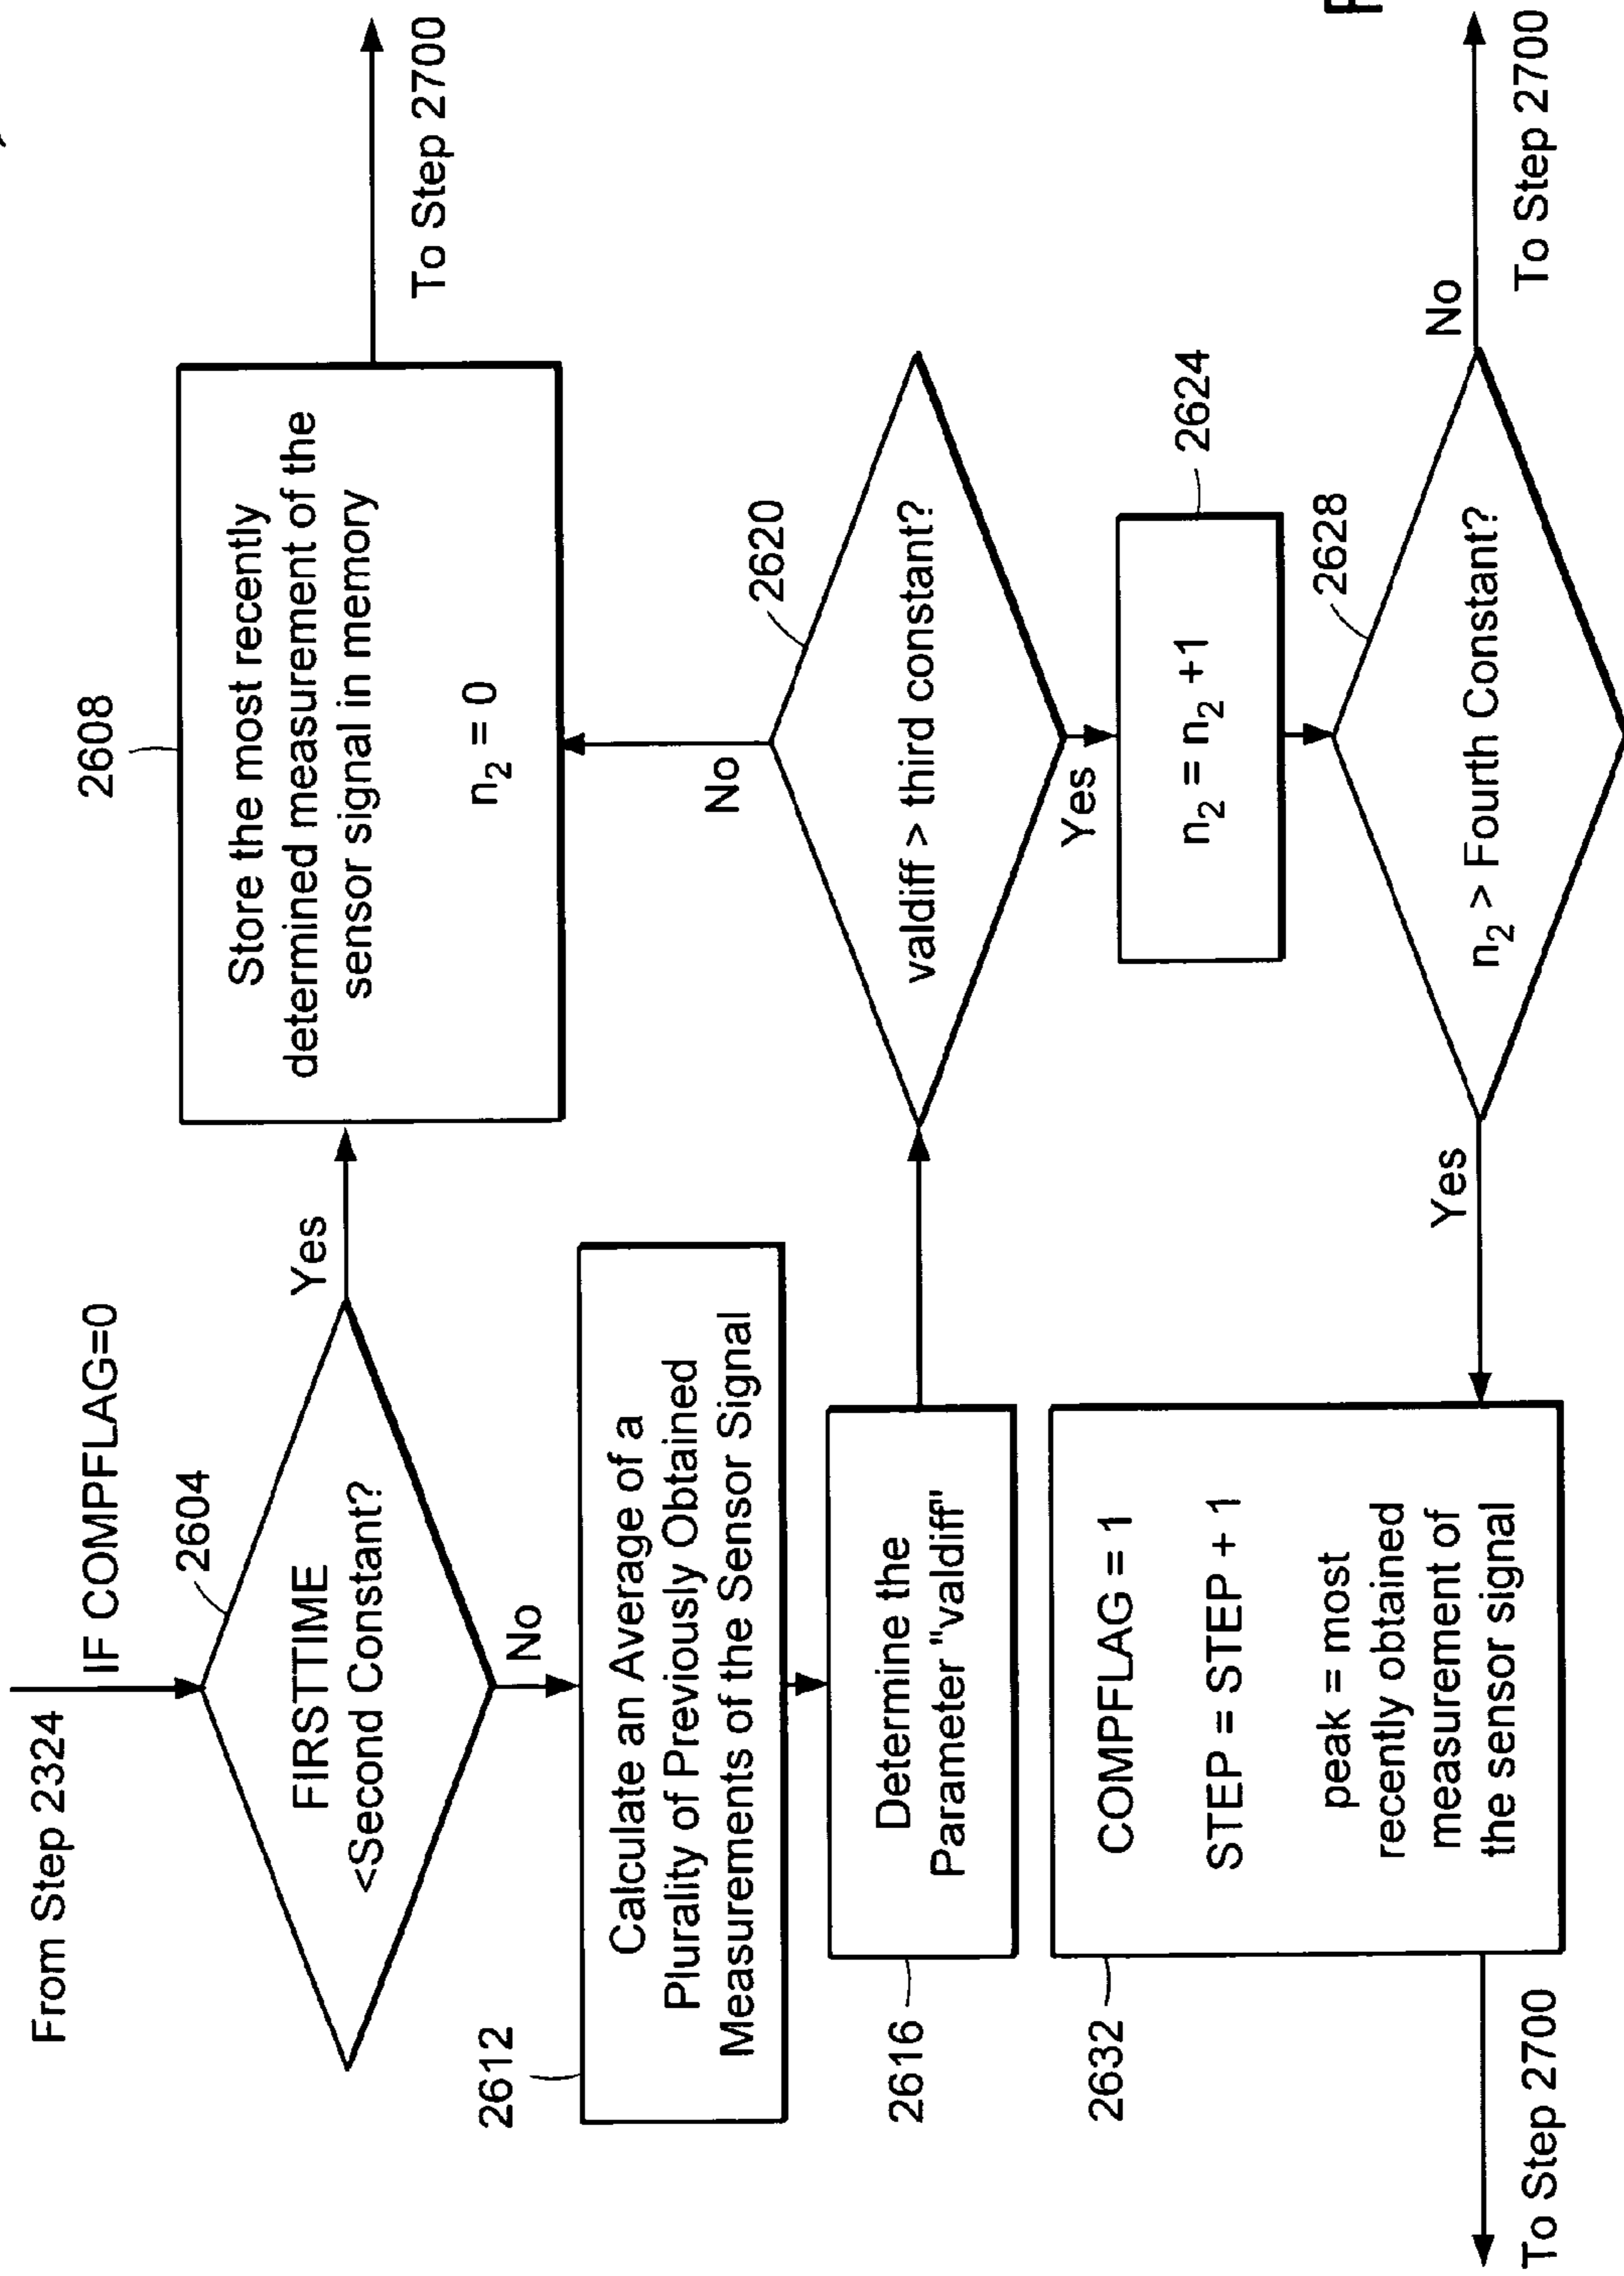 From Step 2324
IF COMPFLAG=0
2604
FIRSTTIME
<Second Constant?
Yes
No
2608
Store the most recently
determined measurement of the
sensor signal in memory
n₂ = 0
To Step 2700
2612
Calculate an Average of a
Plurality of Previously Obtained
Measurements of the Sensor Signal
2616
Determine the
Parameter "valdiff"
2620
valdiff > third constant?
No
Yes
2624
n₂ = n₂ +1
2628
n₂ > Fourth Constant?
No
To Step 2700
Yes
2632
COMPFLAG = 1
STEP = STEP + 1
peak = most
recently obtained
measurement of
the sensor signal
To Step 2700